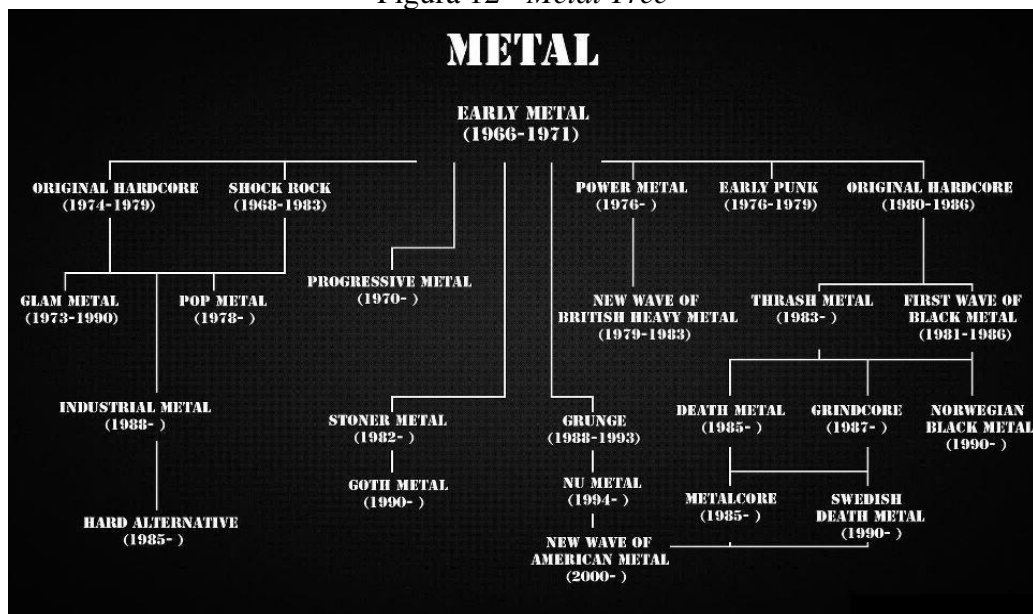 Figura 12 - Metal Tree
METAL
EARLY METAL
(1966-1971)
ORIGINAL HARDCORE
(1974-1979)
SHOCK ROCK
(1968-1983)
POWER METAL
(1976- )
EARLY PUNK
(1976-1979)
ORIGINAL HARDCORE
(1980-1986)
GLAM METAL
(1973-1990)
POP METAL
(1978- )
PROGRESSIVE METAL
(1970- )
NEW WAVE OF
BRITISH HEAVY METAL
(1979-1983)
THRASH METAL
(1983- )
FIRST WAVE OF
BLACK METAL
(1981-1986)
INDUSTRIAL METAL
(1988- )
STONER METAL
(1982- )
GRUNGE
(1988-1993)
DEATH METAL
(1985- )
GRINDCORE
(1987- )
NORWEGIAN
BLACK METAL
(1990- )
GOTH METAL
(1990- )
NU METAL
(1994- )
METALCORE
(1985- )
SWEDISH
DEATH METAL
(1990- )
HARD ALTERNATIVE
(1985- )
NEW WAVE OF
AMERICAN METAL
(2000- )